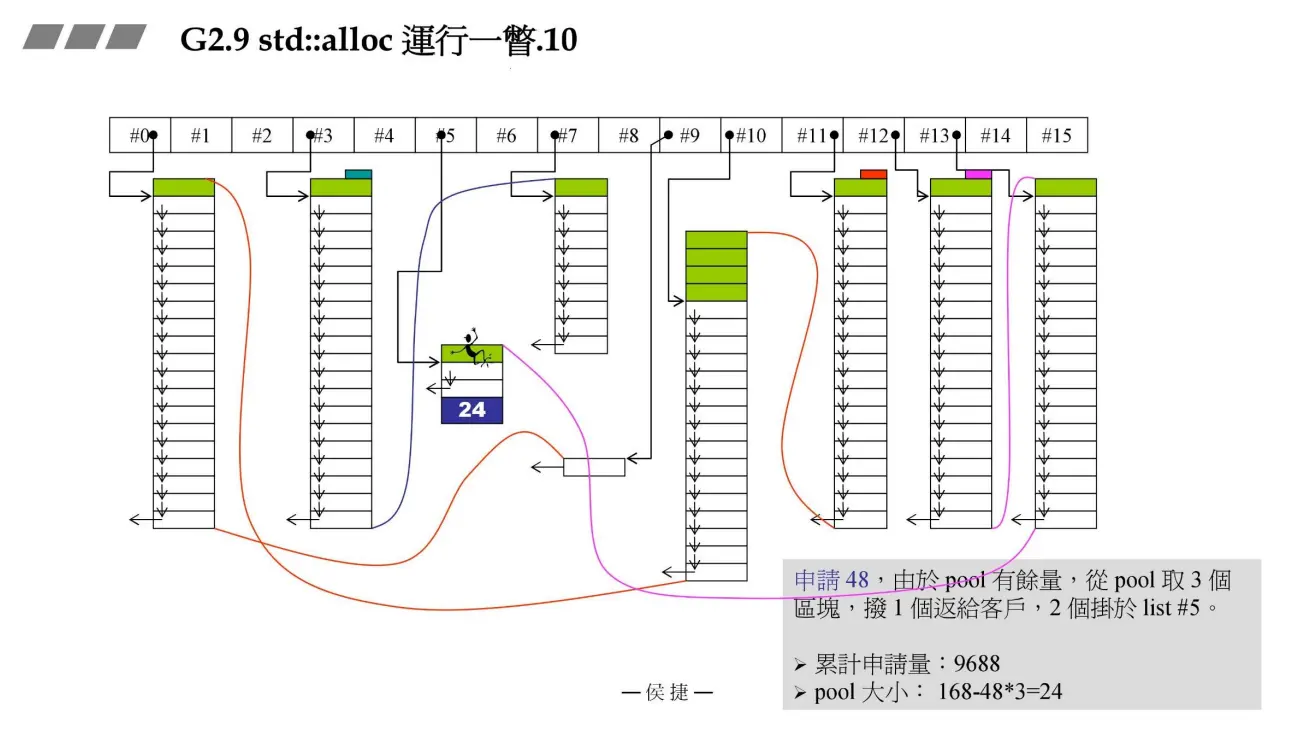 G2.9 std::alloc 運行一瞥.10
#0 #1 #2 #3 #4 #5 #6 #7 #8 #9 #10 #11 #12 #13 #14 #15
24
申請 48，由於 pool 有餘量，從 pool 取 3 個
區塊，撥 1 個返給客戶，2 個掛於 list #5。
➢ 累計申請量：9688
➢ pool 大小： 168-48*3=24
— 侯 捷 —